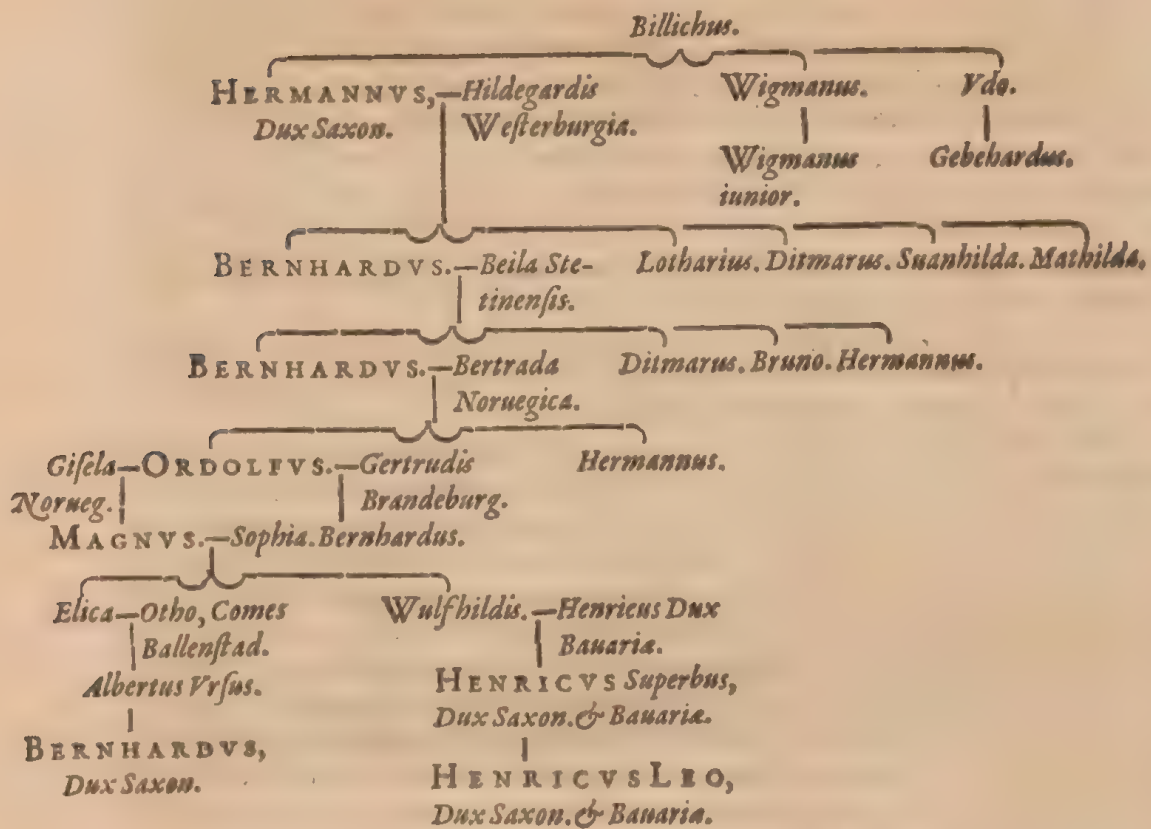 Billichus.
HERMANNVS,—Hildegardis Wigmanus. Vdo.
Dux Saxon. Weſterburgia.
Wigmanus Gebehardus.
iunior.
BERNHARDVS.—Beila Ste- Lotharius. Ditmarus. Suanhilda. Mathilda,
tinenſis.
BERNHARDVS.—Bertrada Ditmarus. Bruno. Hermannus.
Noruegica.
Giſela—ORDOLFVS.—Gertrudis Hermannus.
Norueg. Brandeburg.
MAGNVS.—Sophia. Bernhardus.
Elica—Otho, Comes Wulfhildis.—Henricus Dux
Ballenſtad. Bauariæ.
Albertus Vrſus. HENRICVS Superbus,
Dux Saxon. & Bauariæ.
BERNHARDVS,
Dux Saxon. HENRICVS LEO,
Dux Saxon. & Bauariæ.